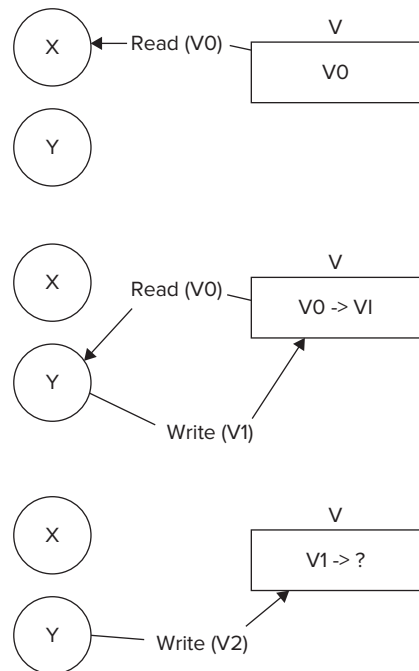 V
X
Read (V0)
V0
Y
V
X
Read (V0)
V0 -> VI
Y
Write (V1)
V
X
V1 -> ?
Y
Write (V2)